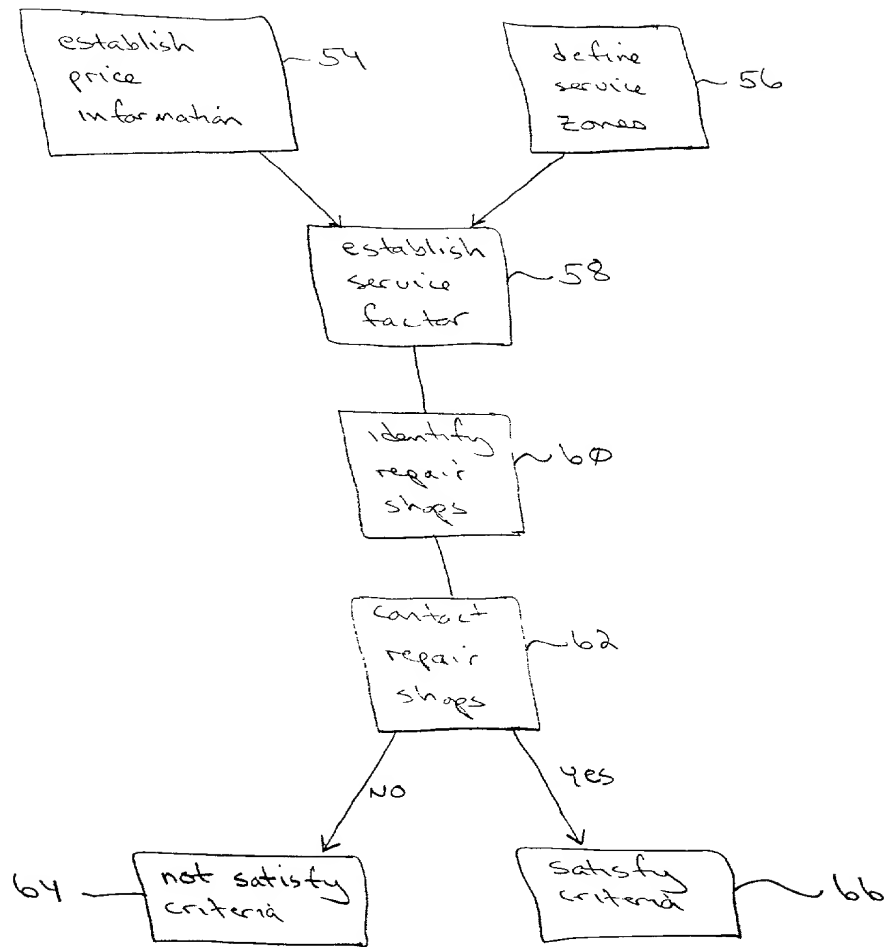 establish
price
information
54
define
service
zones
56
establish
service
factor
58
identify
repair
shops
60
contact
repair
shops
62
NO
Yes
64
not satisfy
criteria
satisfy
criteria
66